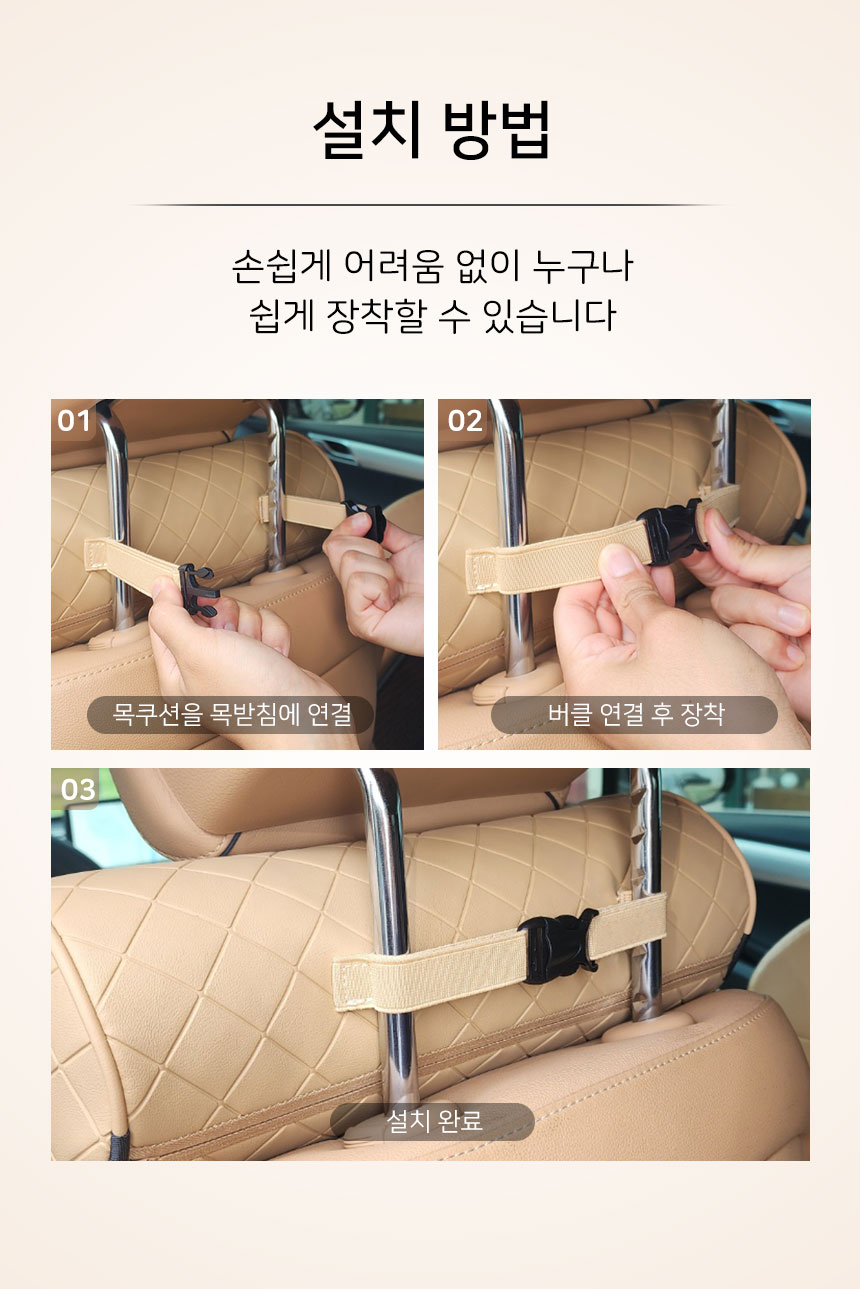 설치 방법
손쉽게 어려움 없이 누구나
쉽게 장착할 수 있습니다
01
목쿠션을 목받침에 연결
02
버클 연결 후 장착
03
설치 완료